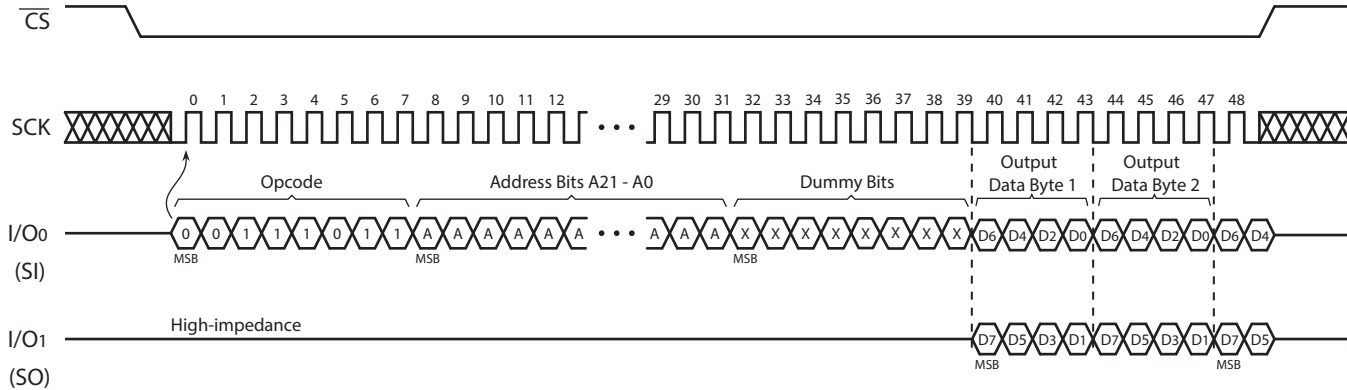 CS
0 1 2 3 4 5 6 7 8 9 10 11 12 29 30 31 32 33 34 35 36 37 38 39 40 41 42 43 44 45 46 47 48
SCK
Opcode
Address Bits A21 - A0
Dummy Bits
Output
Data Byte 1
Output
Data Byte 2
I/O0
(SI)
0 0 1 1 1 0 1 1 A A A A A A A A A X X X X X X X X D6 D4 D2 D0 D6 D4 D2 D0 D6 D4
MSB MSB MSB
High-impedance
I/O1
(SO)
D7 D5 D3 D1 D7 D5 D3 D1 D7 D5
MSB MSB